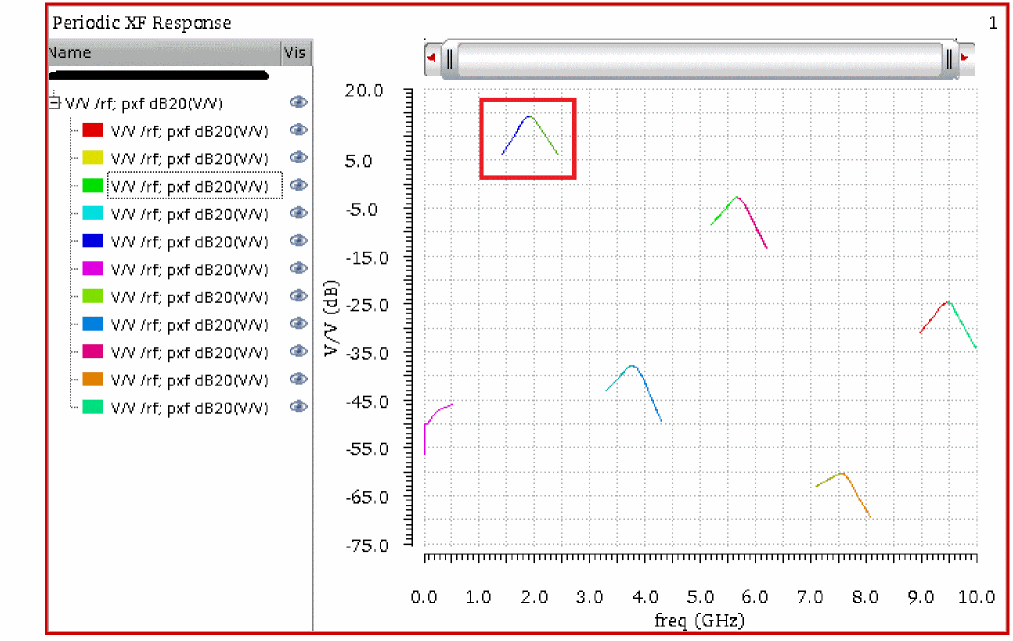 Periodic XF Response
1
Name Vis
V/V /rf; pxf dB20(V/V)
V/V /rf; pxf dB20(V/V)
V/V /rf; pxf dB20(V/V)
V/V /rf; pxf dB20(V/V)
V/V /rf; pxf dB20(V/V)
V/V /rf; pxf dB20(V/V)
V/V /rf; pxf dB20(V/V)
V/V /rf; pxf dB20(V/V)
V/V /rf; pxf dB20(V/V)
V/V /rf; pxf dB20(V/V)
V/V /rf; pxf dB20(V/V)
V/V /rf; pxf dB20(V/V)
V/V (dB)
20.0
5.0
-5.0
-15.0
-25.0
-35.0
-45.0
-55.0
-65.0
-75.0
0.0 1.0 2.0 3.0 4.0 5.0 6.0 7.0 8.0 9.0 10.0
freq (GHz)